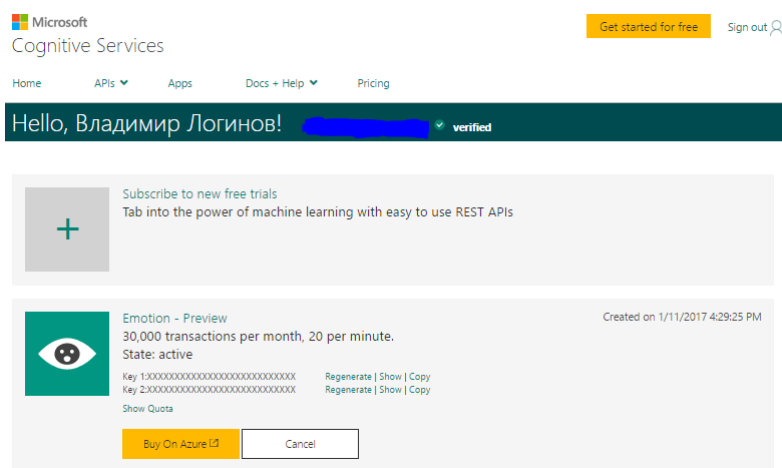 Microsoft
Cognitive Services
Get started for free
Sign out
Home APIs Apps Docs + Help Pricing
Hello, Владимир Логинов! verified
Subscribe to new free trials
Tab into the power of machine learning with easy to use REST APIs
Emotion - Preview
Created on 1/11/2017 4:29:25 PM
30,000 transactions per month, 20 per minute.
State: active
Key 1:XXXXXXXXXXXXXXXXXXXXXXXXXXXX Regenerate | Show | Copy
Key 2:XXXXXXXXXXXXXXXXXXXXXXXXXXXX Regenerate | Show | Copy
Show Quota
Buy On Azure
Cancel